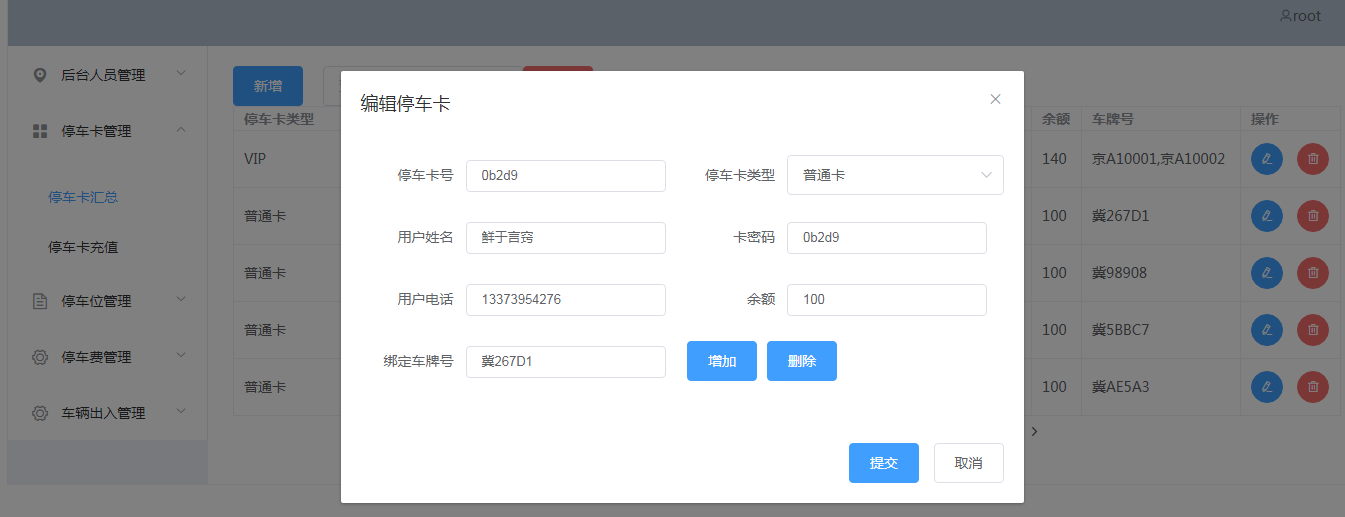 root
后台人员管理
停车卡管理
停车卡汇总
停车卡充值
停车位管理
停车费管理
车辆出入管理
新增
停车卡类型 余额 车牌号 操作
VIP 140 京A10001,京A10002
普通卡 100 冀267D1
普通卡 100 冀98908
普通卡 100 冀5BBC7
普通卡 100 冀AE5A3
编辑停车卡
停车卡号 0b2d9 停车卡类型 普通卡
用户姓名 鲜于言窍 卡密码 0b2d9
用户电话 13373954276 余额 100
绑定车牌号 冀267D1 增加 删除
提交 取消